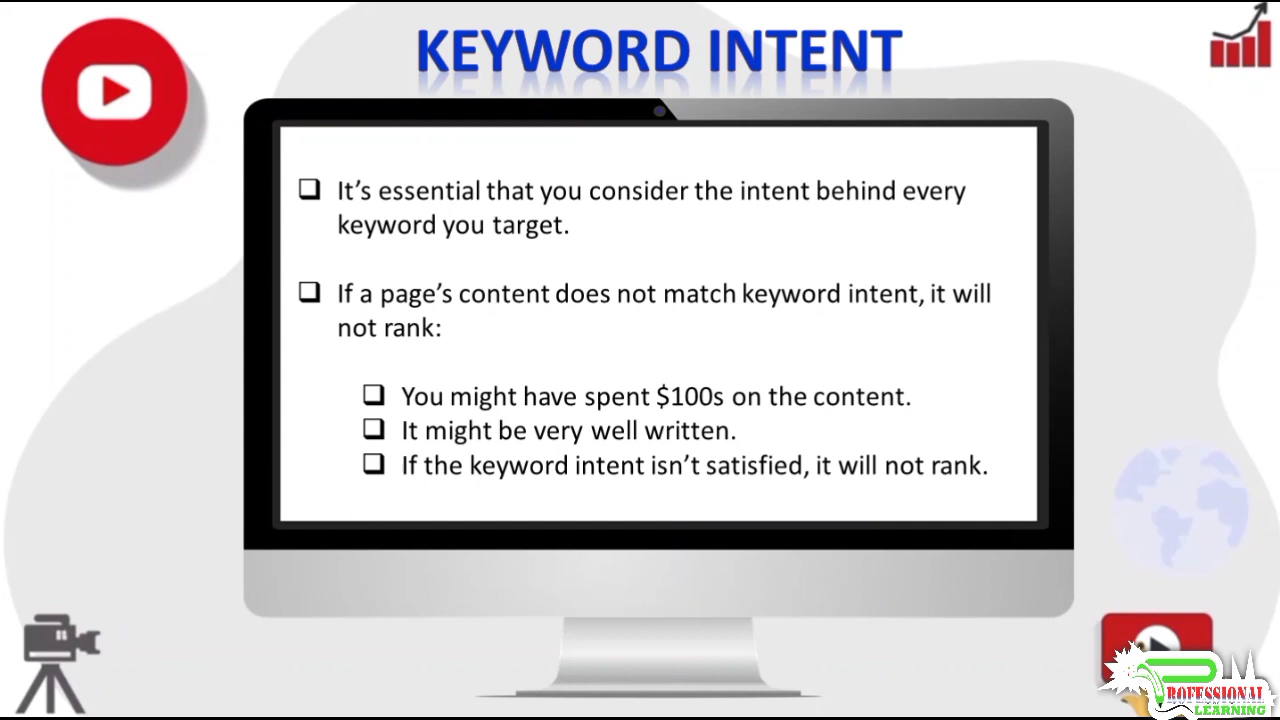 KEYWORD INTENT
❑ It’s essential that you consider the intent behind every
keyword you target.
❑ If a page’s content does not match keyword intent, it will
not rank:
❑ You might have spent $100s on the content.
❑ It might be very well written.
❑ If the keyword intent isn’t satisfied, it will not rank.
PROFESSIONAL
LEARNING